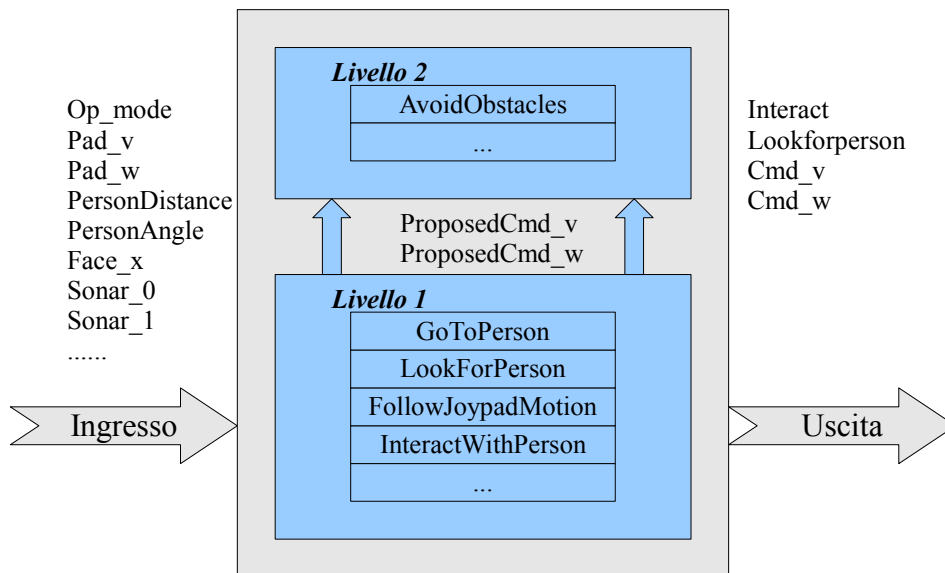 Op_mode
Pad_v
Pad_w
PersonDistance
PersonAngle
Face_x
Sonar_0
Sonar_1
......
Ingresso
Livello 2
AvoidObstacles
...
ProposedCmd_v
ProposedCmd_w
Livello 1
GoToPerson
LookForPerson
FollowJoypadMotion
InteractWithPerson
...
Interact
Lookforperson
Cmd_v
Cmd_w
Uscita